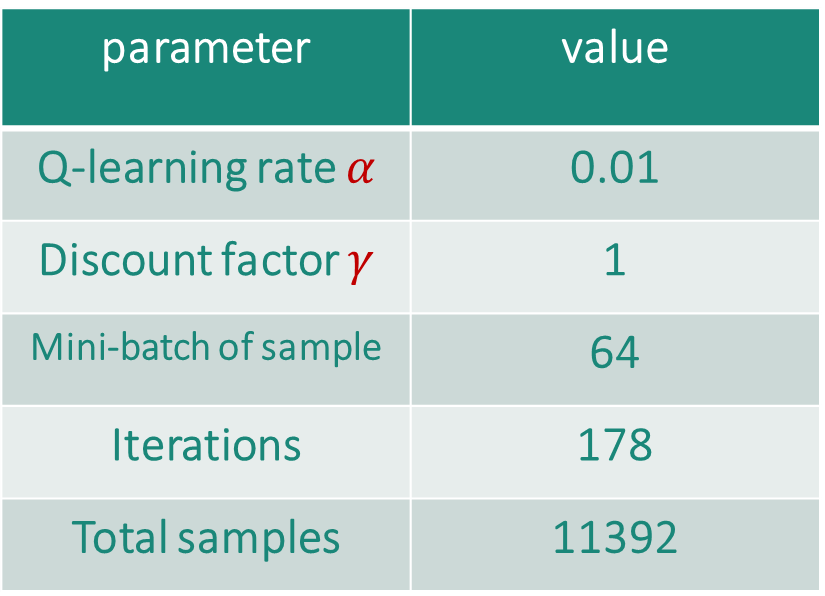 parameter value
Q-learning rate α 0.01
Discount factor γ 1
Mini-batch of sample 64
Iterations 178
Total samples 11392